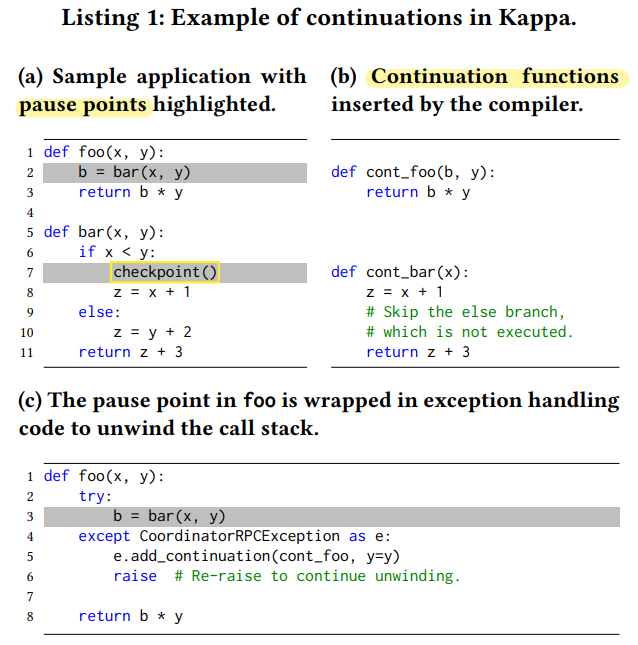 Listing 1: Example of continuations in Kappa.
(a) Sample application with
pause points highlighted.
1 def foo(x, y):
2     b = bar(x, y)
3     return b * y
4
5 def bar(x, y):
6     if x < y:
7         checkpoint()
8         z = x + 1
9     else:
10         z = y + 2
11     return z + 3
(b) Continuation functions
inserted by the compiler.
def cont_foo(b, y):
    return b * y
def cont_bar(x):
    z = x + 1
    # Skip the else branch,
    # which is not executed.
    return z + 3
(c) The pause point in foo is wrapped in exception handling
code to unwind the call stack.
1 def foo(x, y):
2     try:
3         b = bar(x, y)
4     except CoordinatorRPCException as e:
5         e.add_continuation(cont_foo, y=y)
6         raise  # Re-raise to continue unwinding.
7
8     return b * y